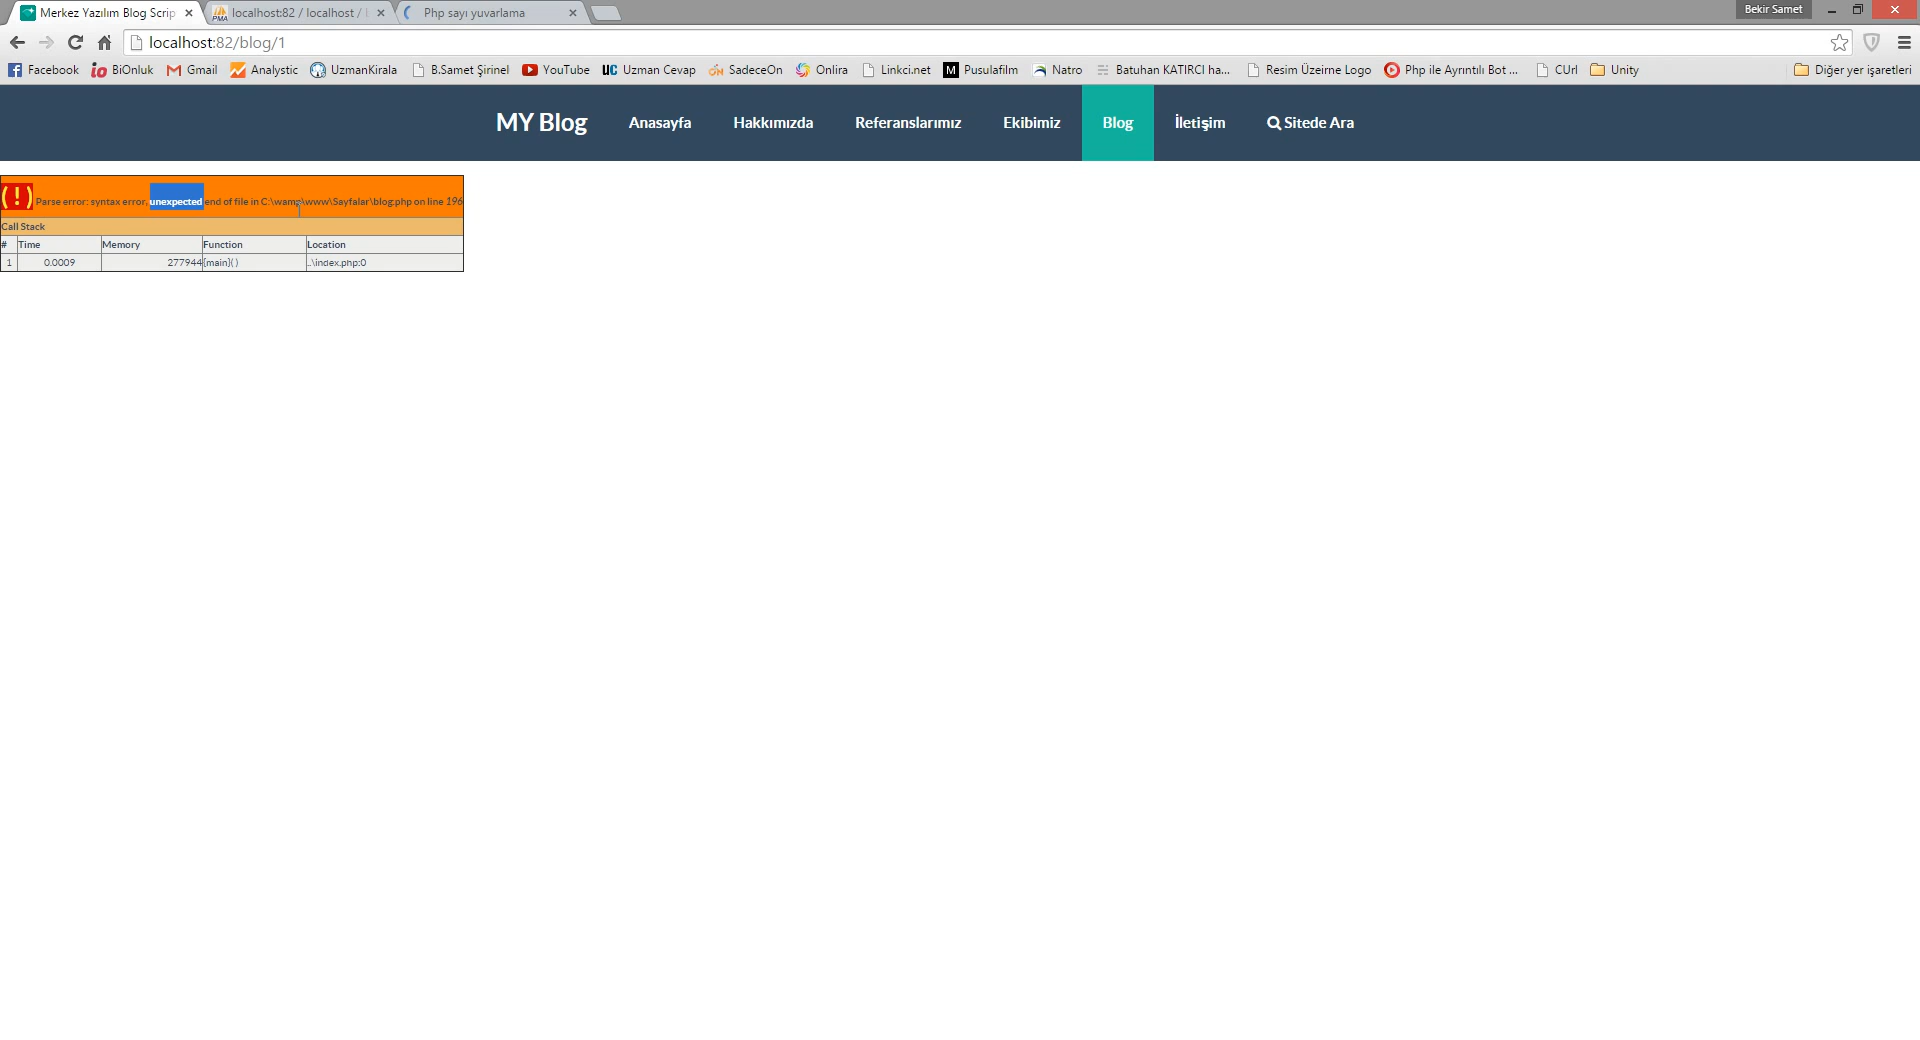 Merkez Yazılım Blog Scrip
localhost:82 / localhost / b
Php sayı yuvarlama
Bekir Samet
localhost:82/blog/1
Facebook
BiOnluk
Gmail
Analystic
UzmanKirala
B.Samet Şirinel
YouTube
UC Uzman Cevap
SadeceOn
Onlira
Linkci.net
M Pusulafilm
Natro
Batuhan KATIRCI ha...
Resim Üzeirne Logo
Php ile Ayrıntılı Bot ...
CUrl
Unity
Diğer yer işaretleri
MY Blog
Anasayfa
Hakkımızda
Referanslarımız
Ekibimiz
Blog
İletişim
Sitede Ara
( ! ) Parse error: syntax error, unexpected end of file in C:\wamp\www\Sayfalar\blog.php on line 196
Call Stack
# Time Memory Function Location
1 0.0009 277944 {main}( ) ..\index.php:0